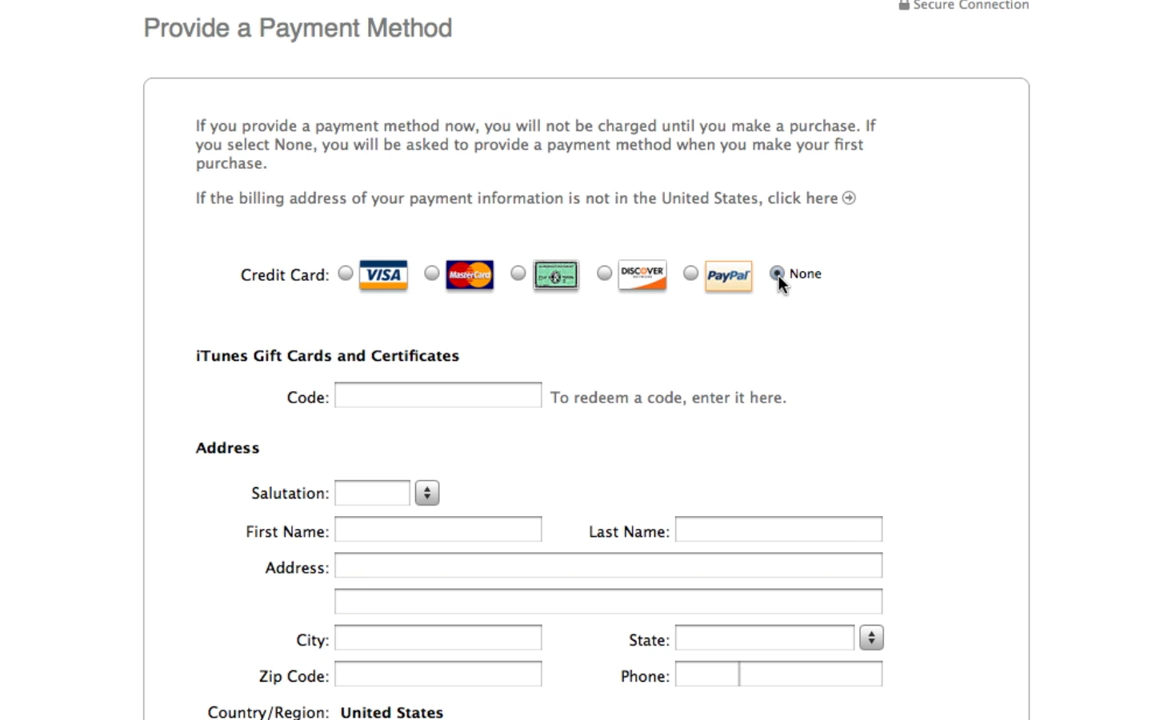 Secure Connection
Provide a Payment Method
If you provide a payment method now, you will not be charged until you make a purchase. If
you select None, you will be asked to provide a payment method when you make your first
purchase.
If the billing address of your payment information is not in the United States, click here
Credit Card: VISA MasterCard DISCOVER PayPal None
iTunes Gift Cards and Certificates
Code: To redeem a code, enter it here.
Address
Salutation:
First Name: Last Name:
Address:
City: State:
Zip Code: Phone:
Country/Region: United States